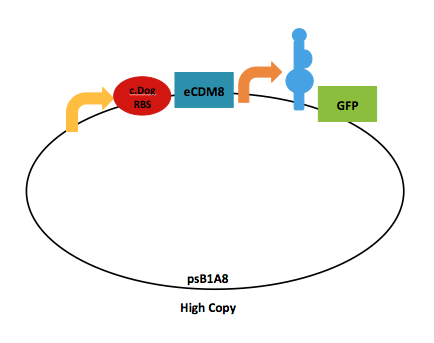 c.Dog
RBS
eCDM8
GFP
psB1A8
High Copy